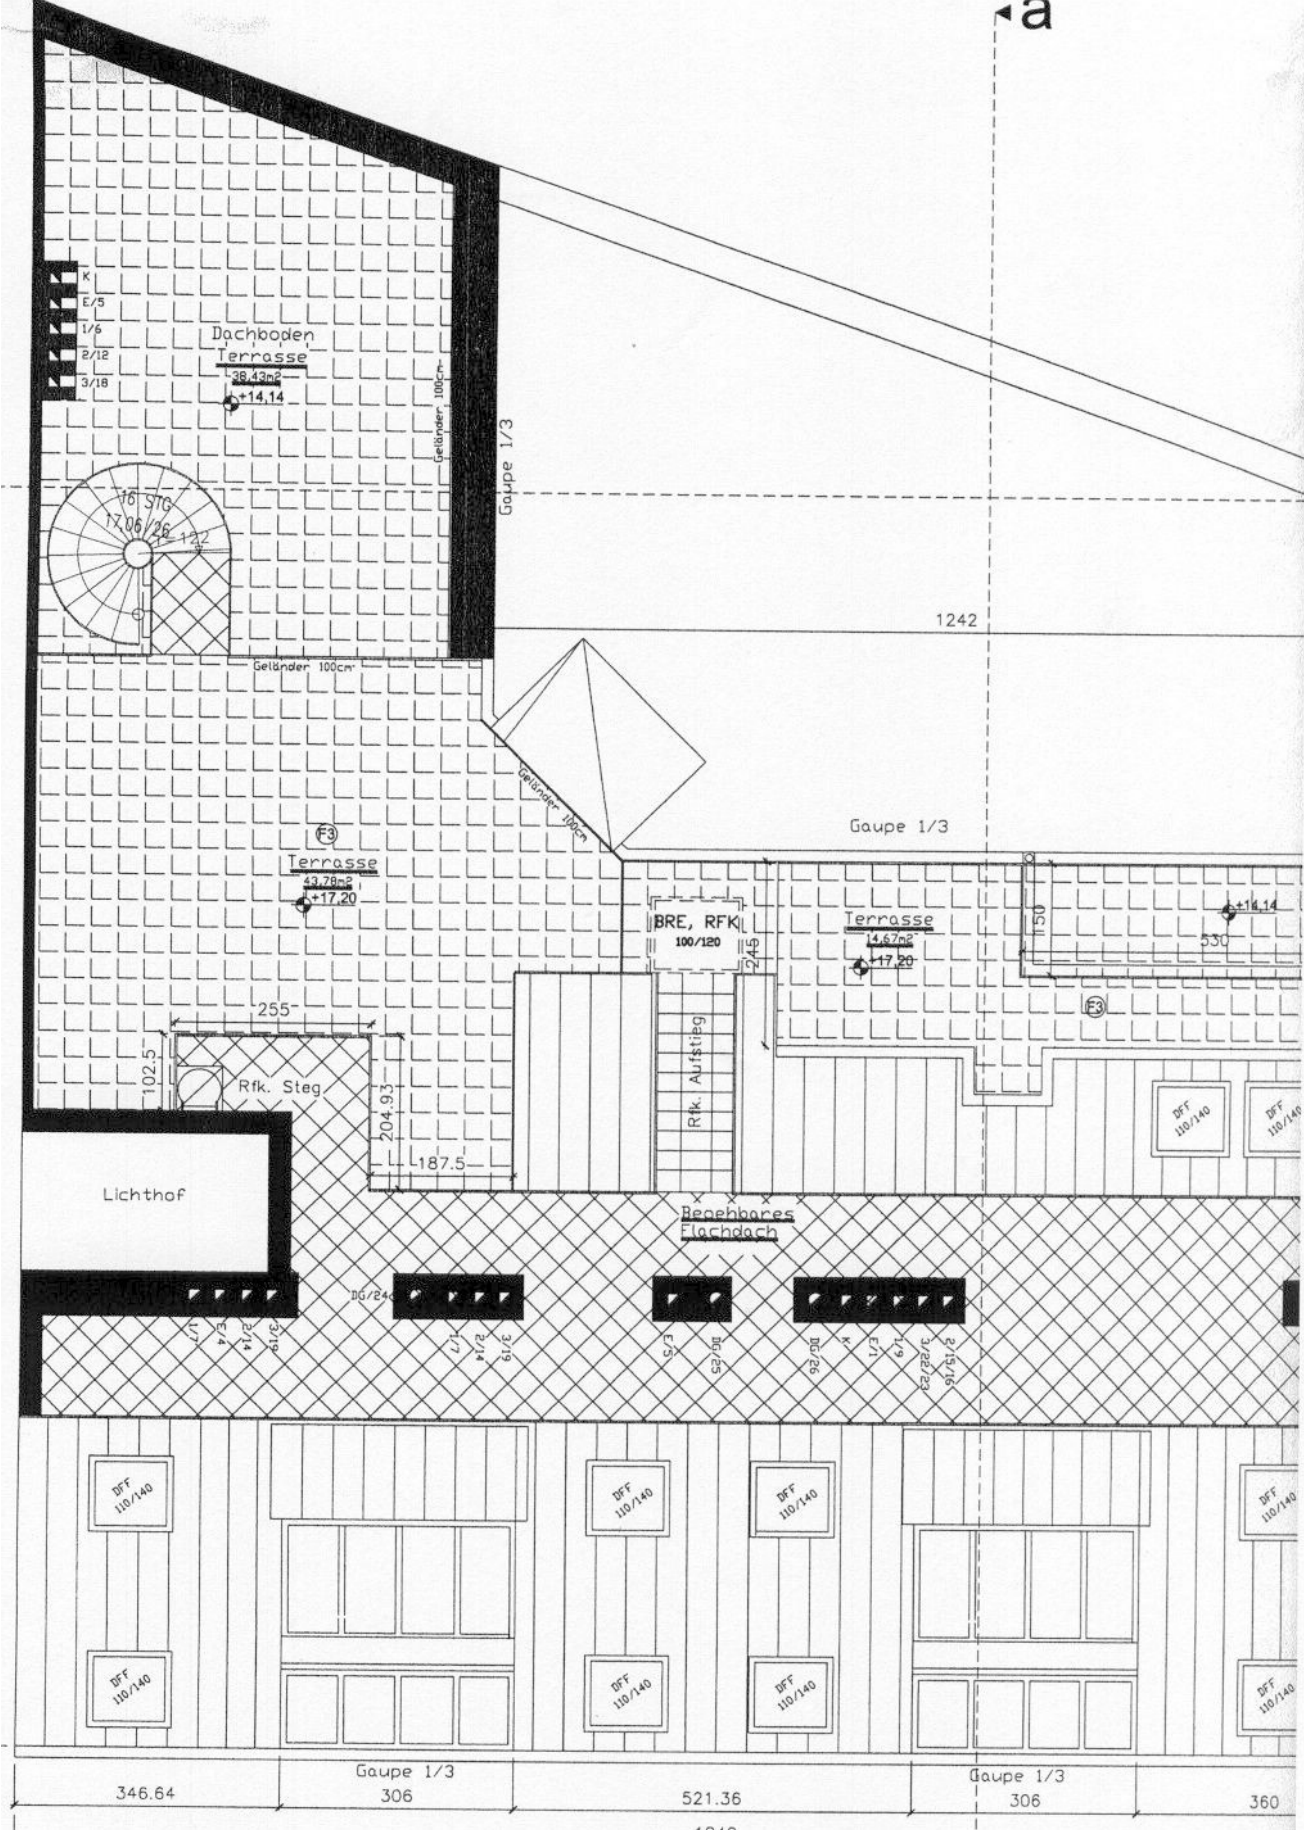 a
K
E/5
1/6
2/12
3/18
Dachboden
Terrasse
38,43m2
+14,14
Geländer 100cm
Gaupe 1/3
16 STG
17,06/26
122
1242
Geländer 100cm
Geländer 100cm
Gaupe 1/3
F3
Terrasse
43,78m2
+17,20
BRE, RFK
100/120
245
Terrasse
14,67m2
+17,20
150
+14,14
530
F3
255
102.5
Rfk. Steg
204.93
187.5
Rfk. Aufstieg
DFF
110/140
DFF
110/140
Lichthof
Begehbares
Flachdach
1/7
E/4
2/14
3/19
DG/24
1/7
2/14
3/19
E/5
DG/25
DG/26
K
E/1
1/9
3/22/23
2/15/16
DFF
110/140
DFF
110/140
DFF
110/140
DFF
110/140
DFF
110/140
DFF
110/140
DFF
110/140
DFF
110/140
Gaupe 1/3
Gaupe 1/3
346.64
306
521.36
306
360